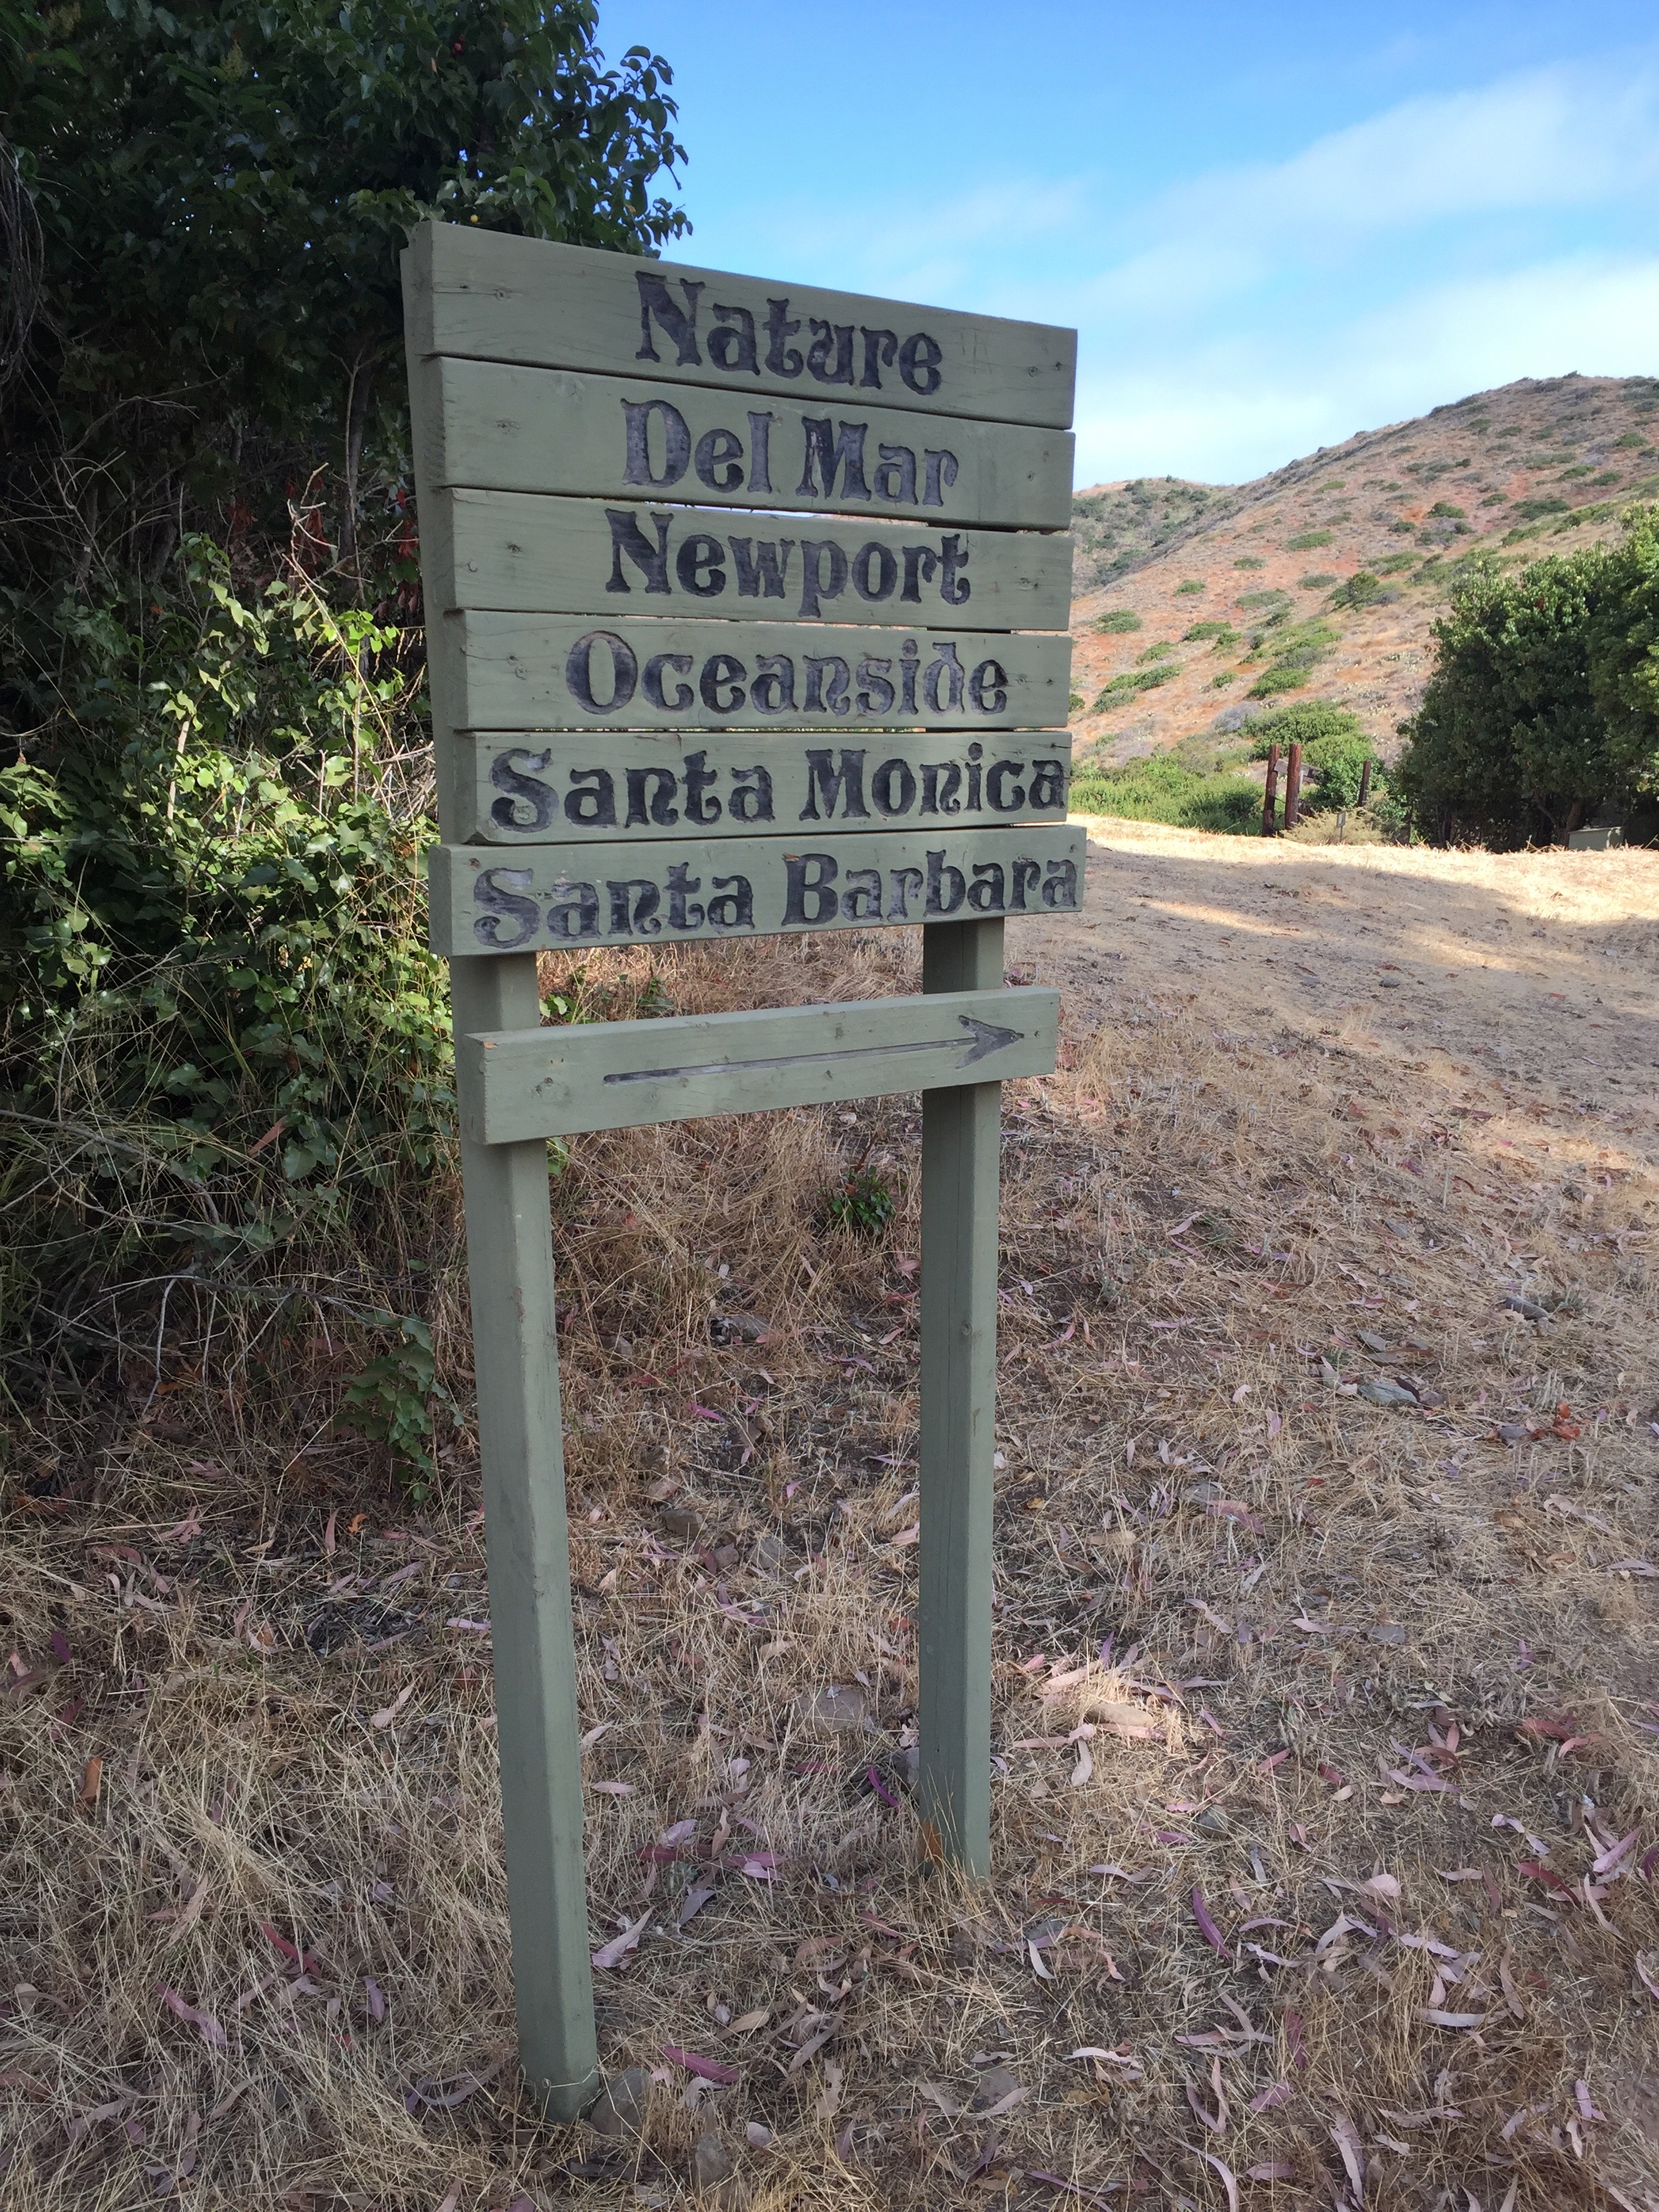 Nature
Del Mar
Newport
Oceanside
Santa Monica
Santa Barbara